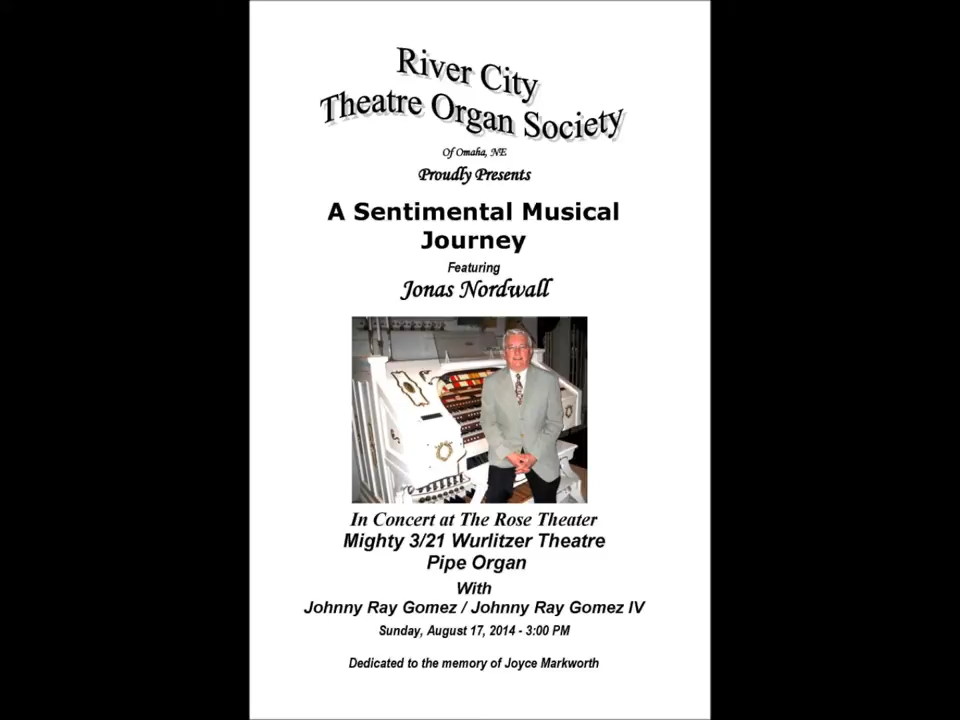 River City
Theatre Organ Society
Of Omaha, NE
Proudly Presents
A Sentimental Musical
Journey
Featuring
Jonas Nordwall
In Concert at The Rose Theater
Mighty 3/21 Wurlitzer Theatre
Pipe Organ
With
Johnny Ray Gomez / Johnny Ray Gomez IV
Sunday, August 17, 2014 - 3:00 PM
Dedicated to the memory of Joyce Markworth